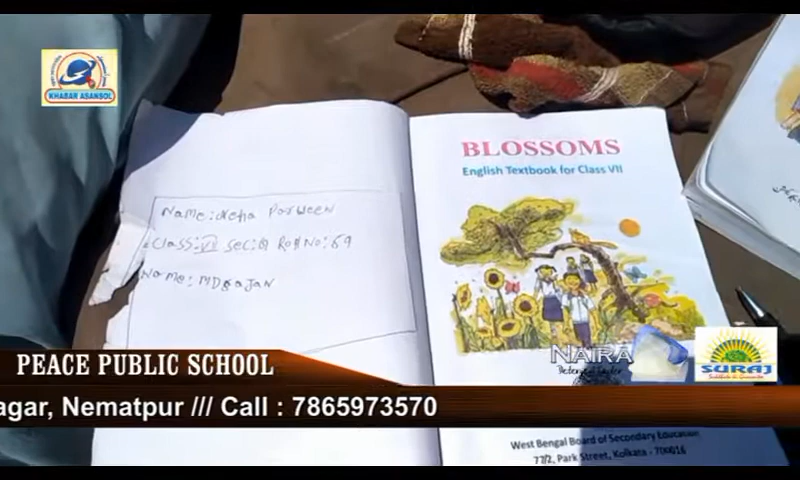 KHABAR ASANSOL
Name: Neha Parween
Class: VII Sec: Roll No: 69
Name: MD
BLOSSOMS
English Textbook for Class VII
NAIRA
Detergent
SURAJ
PEACE PUBLIC SCHOOL
agar, Nematpur /// Call : 7865973570
West Bengal Board of Secondary Education
77/2, Park Street, Kolkata - 700016